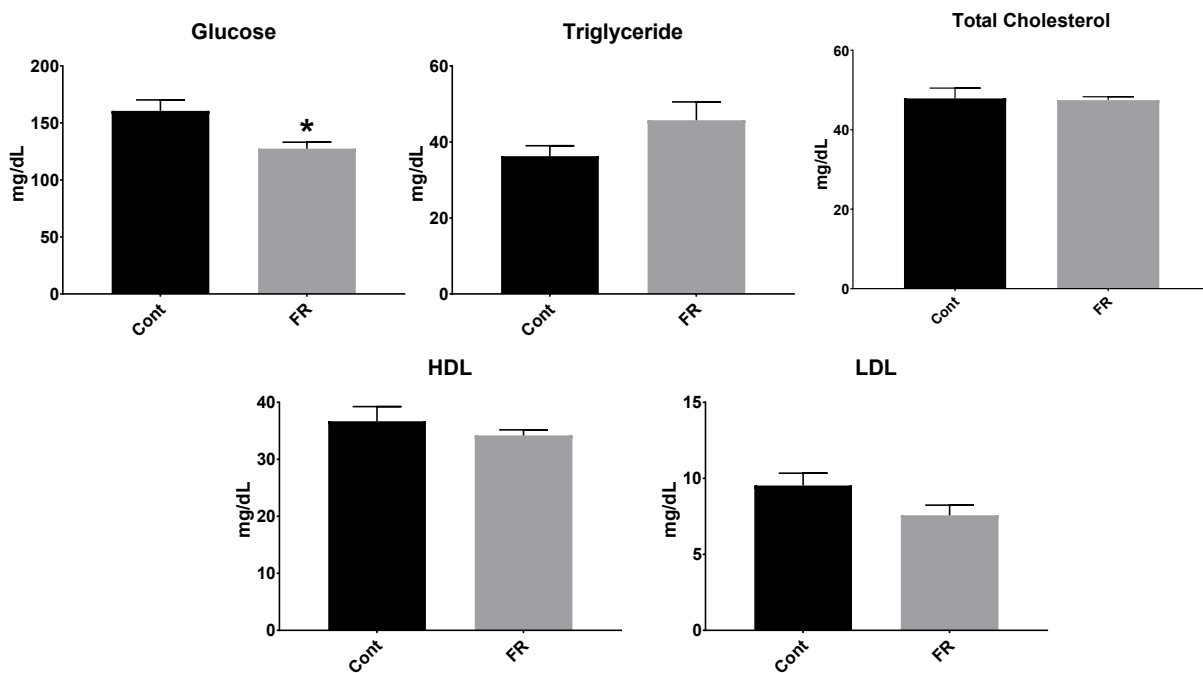 Glucose
200
150
100
50
0
mg/dL
*
Cont
FR
Triglyceride
60
40
20
0
mg/dL
Cont
FR
Total Cholesterol
60
40
20
0
mg/dL
Cont
FR
HDL
40
30
20
10
0
mg/dL
Cont
FR
LDL
15
10
5
0
mg/dL
Cont
FR